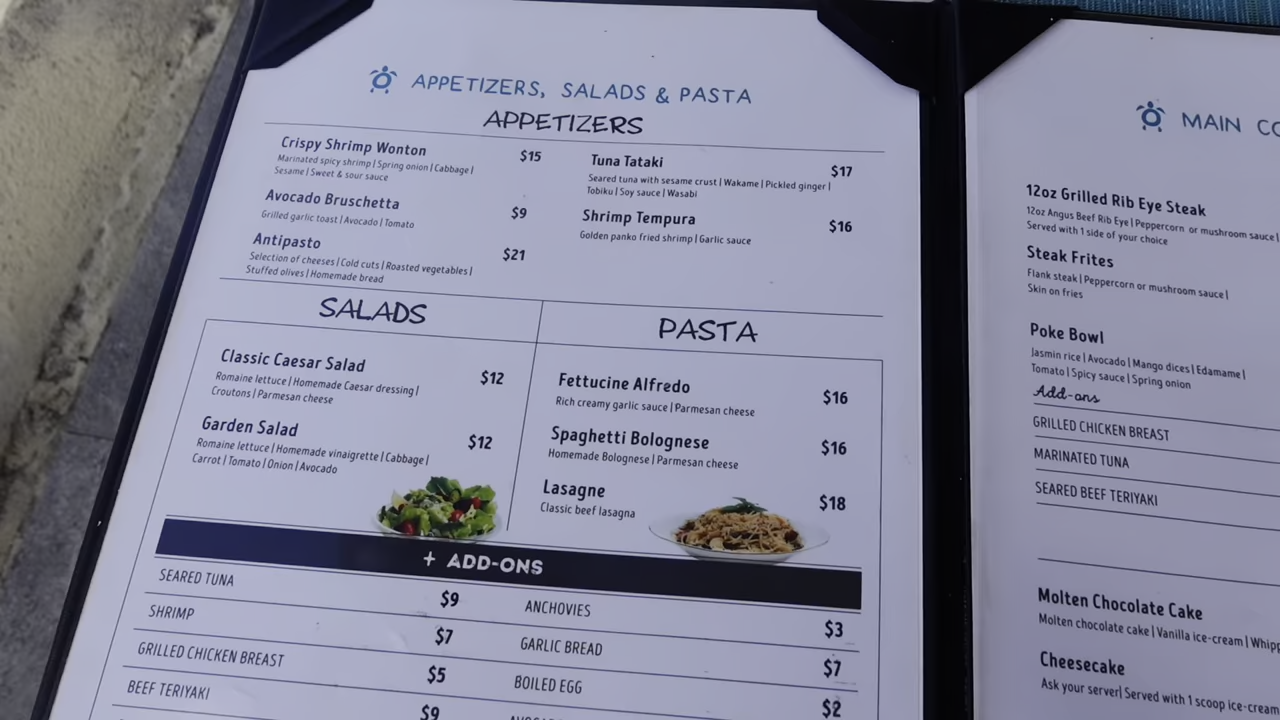 APPETIZERS, SALADS & PASTA
APPETIZERS
Crispy Shrimp Wonton $15
Marinated spicy shrimp | Spring onion | Cabbage |
Sesame | Sweet & sour sauce
Avocado Bruschetta $9
Grilled garlic toast | Avocado | Tomato
Antipasto $21
Selection of cheeses | Cold cuts | Roasted vegetables |
Stuffed olives | Homemade bread
Tuna Tataki $17
Seared tuna with sesame crust | Wakame | Pickled ginger |
Tobiku | Soy sauce | Wasabi
Shrimp Tempura $16
Golden panko fried shrimp | Garlic sauce
SALADS
Classic Caesar Salad $12
Romaine lettuce | Homemade Caesar dressing |
Croutons | Parmesan cheese
Garden Salad $12
Romaine lettuce | Homemade vinaigrette | Cabbage |
Carrot | Tomato | Onion | Avocado
PASTA
Fettucine Alfredo $16
Rich creamy garlic sauce | Parmesan cheese
Spaghetti Bolognese $16
Homemade Bolognese | Parmesan cheese
Lasagne $18
Classic beef lasagna
+ ADD-ONS
SEARED TUNA $9
SHRIMP $7
GRILLED CHICKEN BREAST $5
BEEF TERIYAKI $9
ANCHOVIES $3
GARLIC BREAD $7
BOILED EGG $2
MAIN
12oz Grilled Rib Eye Steak
12oz Angus Beef Rib Eye | Peppercorn or mushroom sauce |
Served with 1 side of your choice
Steak Frites
Flank steak | Peppercorn or mushroom sauce |
Skin on fries
Poke Bowl
Jasmin rice | Avocado | Mango dices | Edamame |
Tomato | Spicy sauce | Spring onion
Add-ons
GRILLED CHICKEN BREAST
MARINATED TUNA
SEARED BEEF TERIYAKI
Molten Chocolate Cake
Molten chocolate cake | Vanilla ice-cream |
Cheesecake
Ask your server| Served with 1 scoop ice-cream